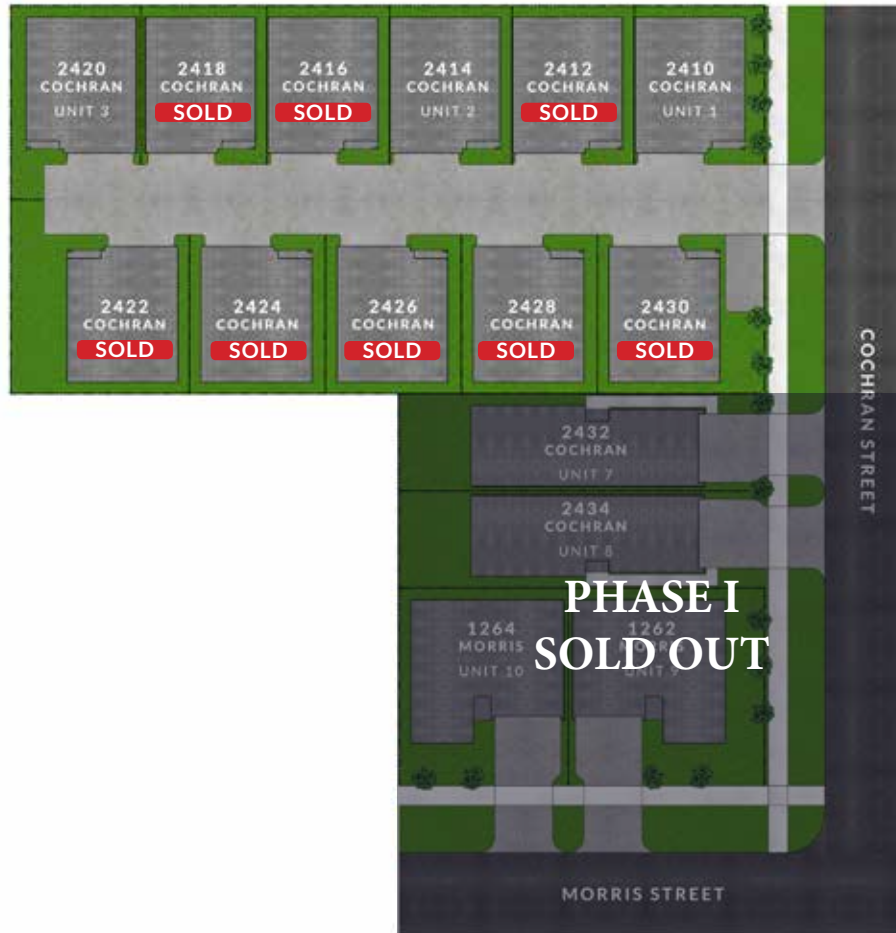 2420
COCHRAN
UNIT 3
2418
COCHRAN
SOLD
2416
COCHRAN
SOLD
2414
COCHRAN
UNIT 2
2412
COCHRAN
SOLD
2410
COCHRAN
UNIT 1
2422
COCHRAN
SOLD
2424
COCHRAN
SOLD
2426
COCHRAN
SOLD
2428
COCHRAN
SOLD
2430
COCHRAN
SOLD
COCHRAN STREET
2432
COCHRAN
UNIT 7
2434
COCHRAN
UNIT 8
PHASE I
SOLD OUT
1264
MORRIS
UNIT 10
1262
MORRIS
UNIT 9
MORRIS STREET